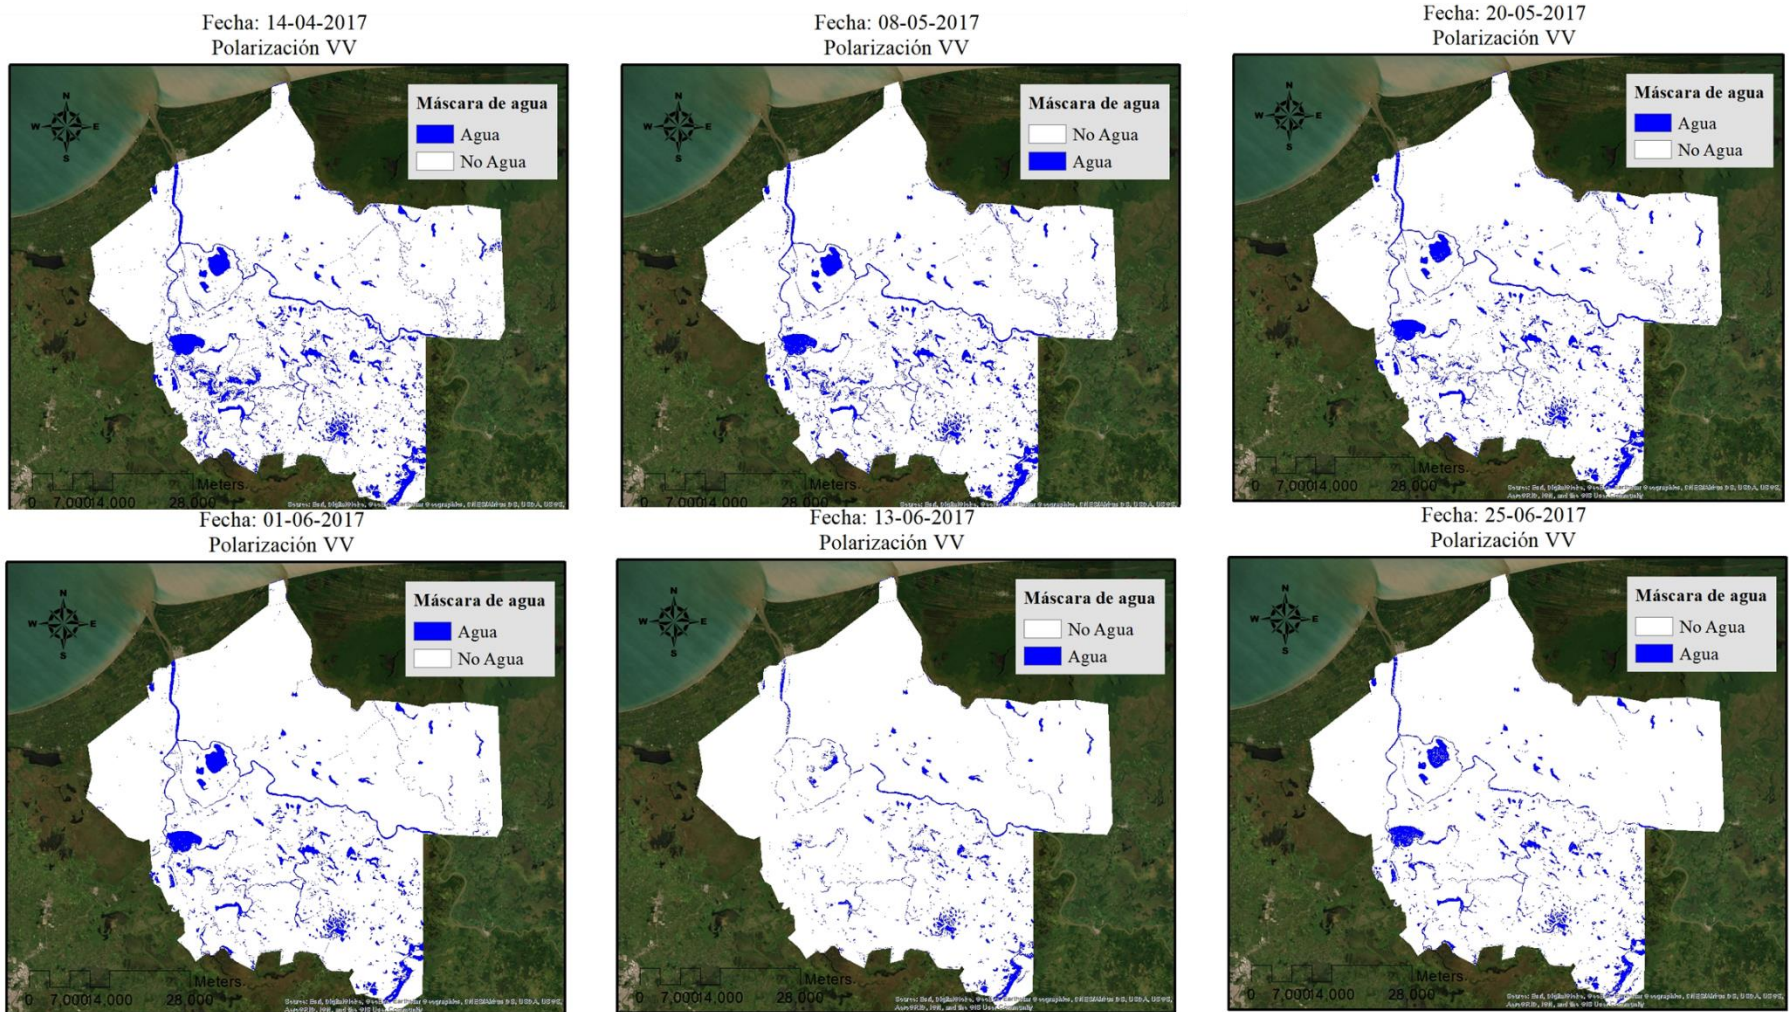 Fecha: 14-04-2017
Polarización VV
N
W E
S
Máscara de agua
Agua
No Agua
Meters
0 7,00014,000 28,000
Fecha: 08-05-2017
Polarización VV
N
W E
S
Máscara de agua
No Agua
Agua
Meters
0 7,00014,000 28,000
Fecha: 20-05-2017
Polarización VV
N
W E
S
Máscara de agua
Agua
No Agua
Meters
0 7,00014,000 28,000
Fecha: 01-06-2017
Polarización VV
N
W E
S
Máscara de agua
Agua
No Agua
Meters
0 7,00014,000 28,000
Fecha: 13-06-2017
Polarización VV
N
W E
S
Máscara de agua
No Agua
Agua
Meters
0 7,00014,000 28,000
Fecha: 25-06-2017
Polarización VV
N
W E
S
Máscara de agua
No Agua
Agua
Meters
0 7,00014,000 28,000